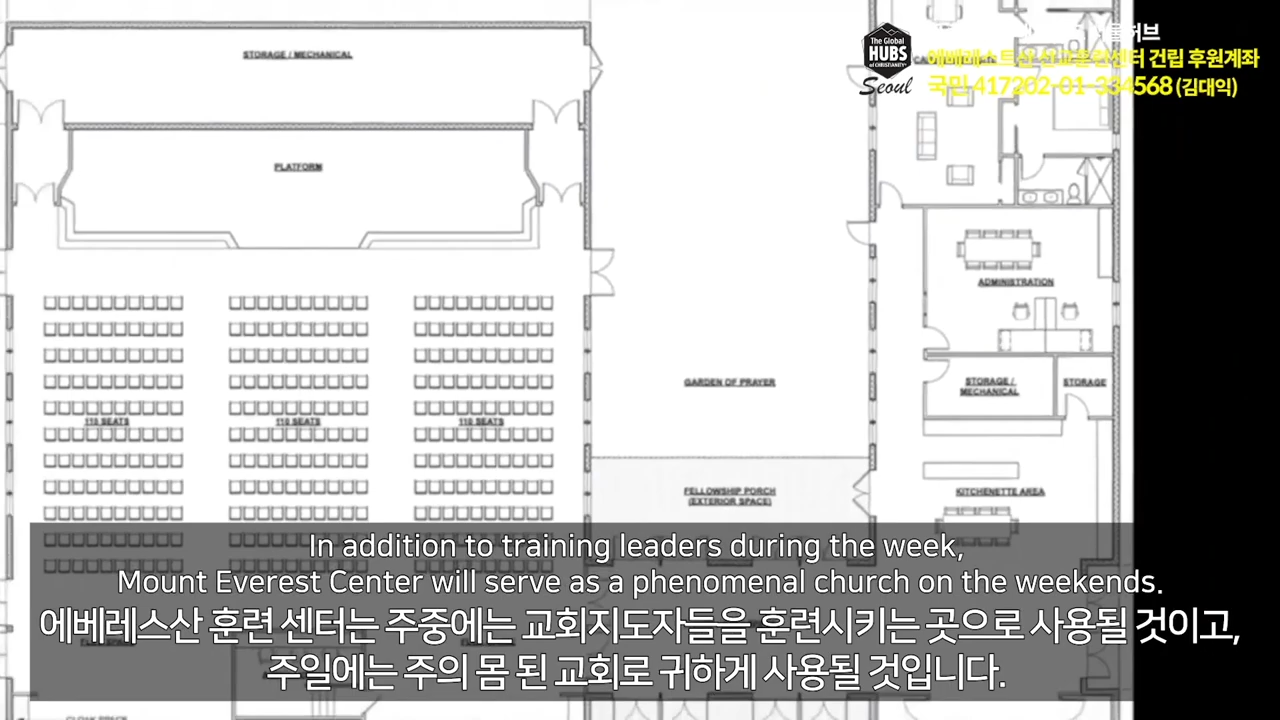 STORAGE / MECHANICAL
The Global
HUBS
of CHRISTIANITY
Seoul
허브
에베레스트산 선교훈련센터 건립 후원계좌
국민 417202-01-334568 (김대익)
PLATFORM
ADMINISTRATION
STORAGE /
MECHANICAL
STORAGE
GARDEN OF PRAYER
110 SEATS
110 SEATS
110 SEATS
FELLOWSHIP PORCH
(EXTERIOR SPACE)
KITCHENETTE AREA
In addition to training leaders during the week,
Mount Everest Center will serve as a phenomenal church on the weekends.
에베레스산 훈련 센터는 주중에는 교회지도자들을 훈련시키는 곳으로 사용될 것이고,
주일에는 주의 몸 된 교회로 귀하게 사용될 것입니다.